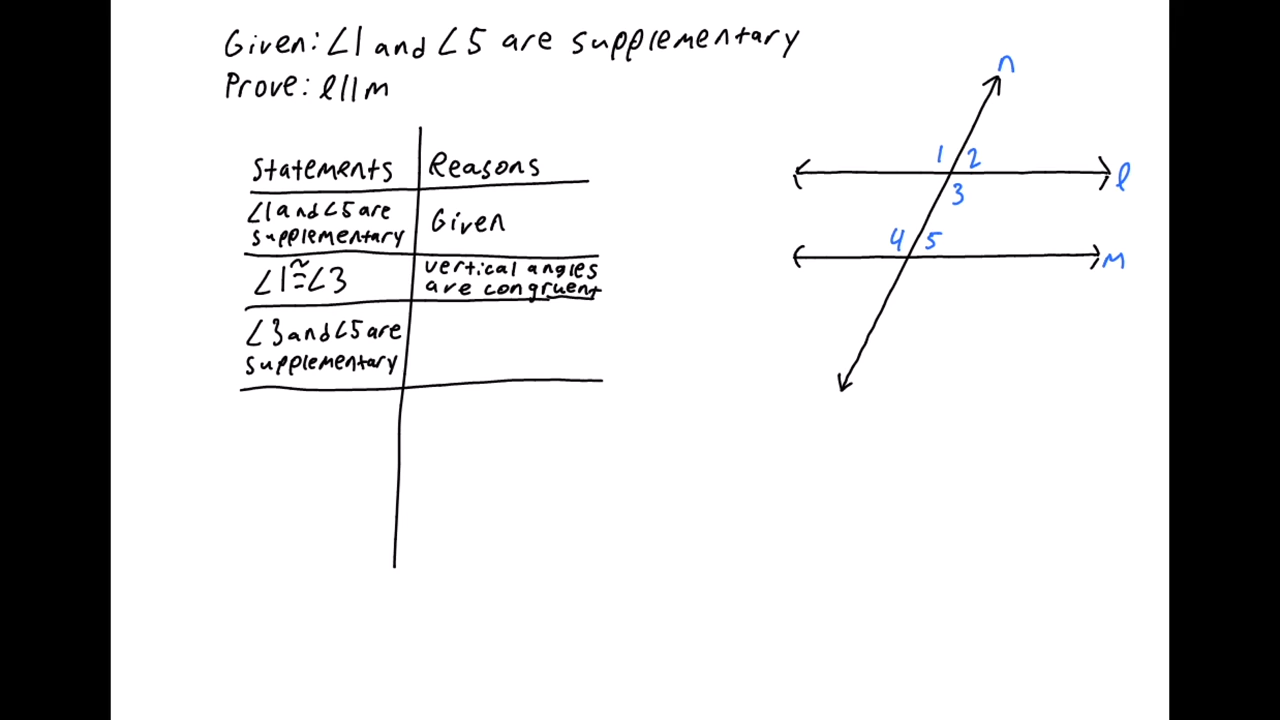 Given: ∠1 and ∠5 are supplementary
Prove: ℓ||m
Statements Reasons
∠1 and ∠5 are
supplementary
Given
∠1≅∠3
vertical angles
are congruent
∠3 and ∠5 are
supplementary
n
1 2
ℓ
3
4 5
m